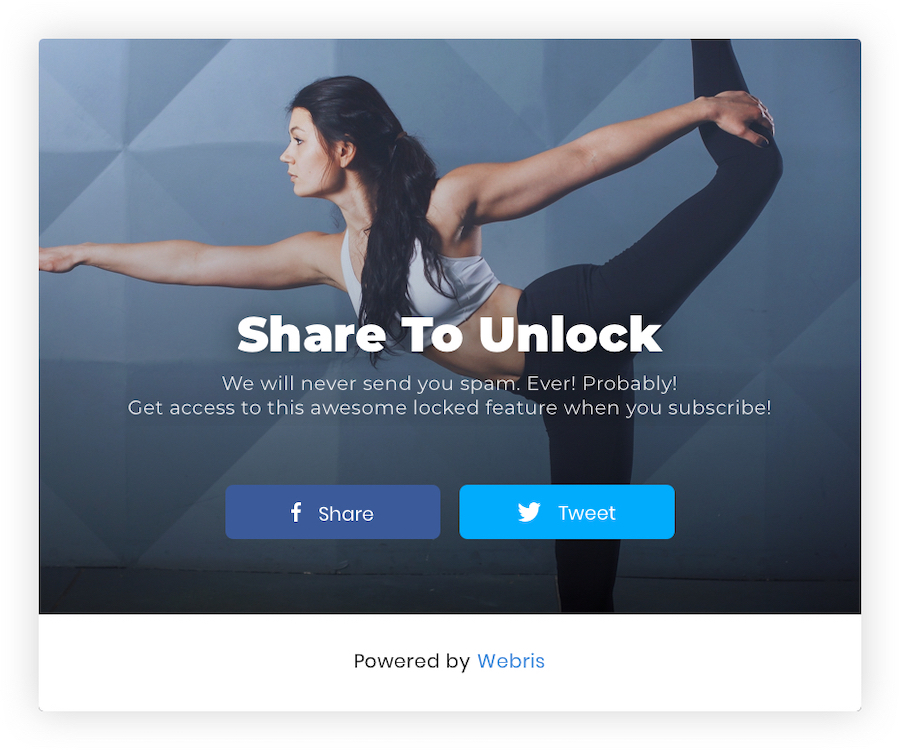 Share To Unlock
We will never send you spam. Ever! Probably!
Get access to this awesome locked feature when you subscribe!
Share
Tweet
Powered by Webris